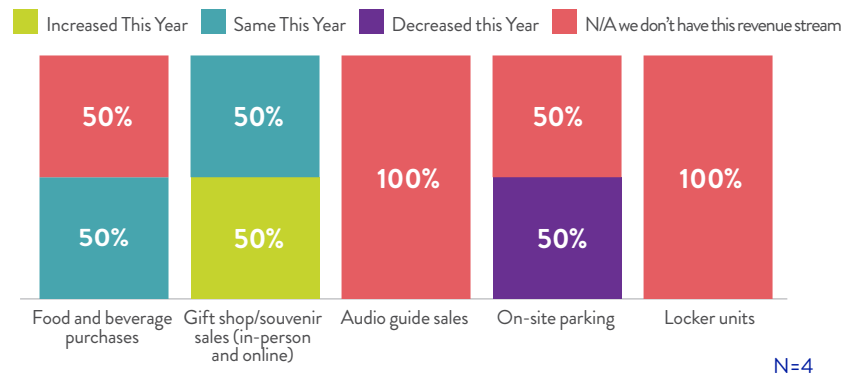 Increased This Year Same This Year Decreased this Year N/A we don't have this revenue stream
50% 50% 100% 50% 100%
50% 50% 50%
Food and beverage purchases
Gift shop/souvenir sales (in-person and online)
Audio guide sales
On-site parking
Locker units
N=4